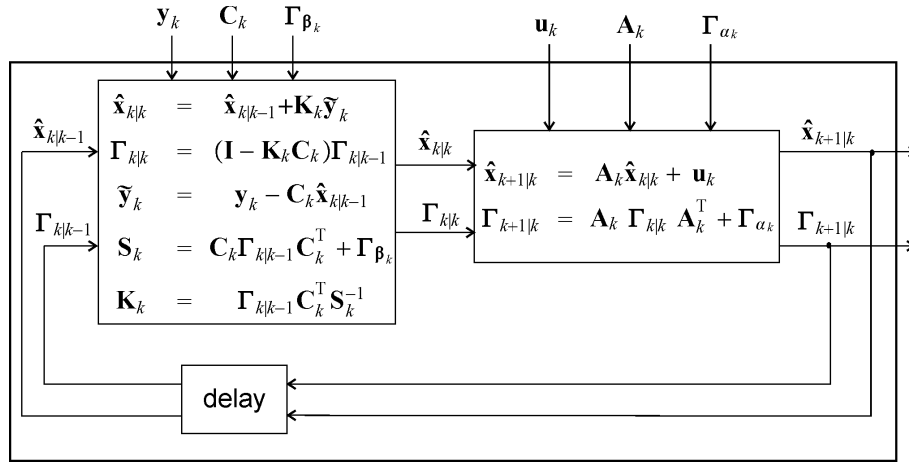 y_k C_k Γ_{β_k} u_k A_k Γ_{α_k}
x̂_{k|k} = x̂_{k|k−1}+K_k ỹ_k
Γ_{k|k} = (I − K_k C_k)Γ_{k|k−1}
ỹ_k = y_k − C_k x̂_{k|k−1}
S_k = C_k Γ_{k|k−1} C_k^T + Γ_{β_k}
K_k = Γ_{k|k−1} C_k^T S_k^{−1}
x̂_{k|k−1}
Γ_{k|k−1}
x̂_{k|k}
Γ_{k|k}
x̂_{k+1|k} = A_k x̂_{k|k} + u_k
Γ_{k+1|k} = A_k Γ_{k|k} A_k^T + Γ_{α_k}
x̂_{k+1|k}
Γ_{k+1|k}
delay